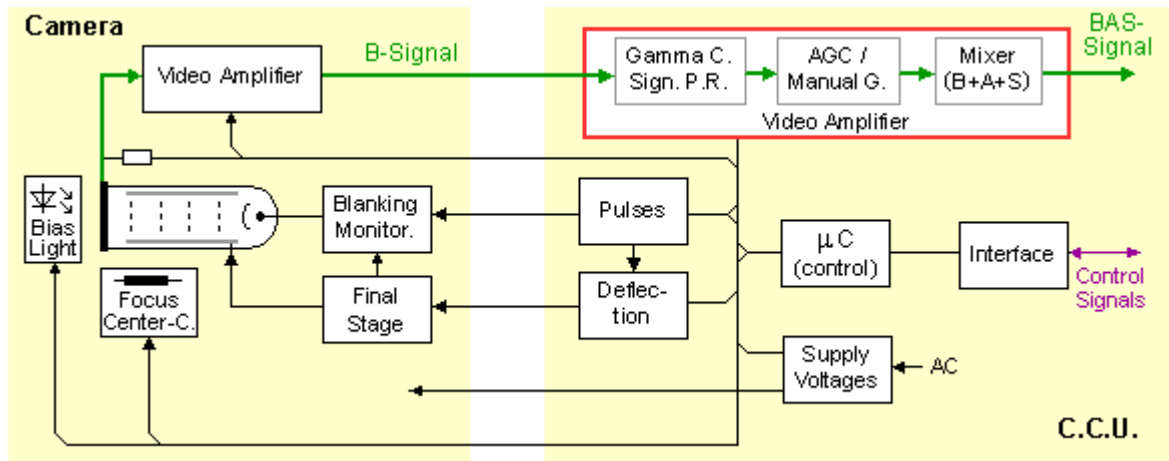 Camera
Video Amplifier
B-Signal
Gamma C.
Sign. P.R.
AGC /
Manual G.
Mixer
(B+A+S)
Video Amplifier
BAS-
Signal
Bias
Light
Blanking
Monitor.
Pulses
μC
(control)
Interface
Control
Signals
Focus
Center-C.
Final
Stage
Deflec-
tion
Supply
Voltages
AC
C.C.U.